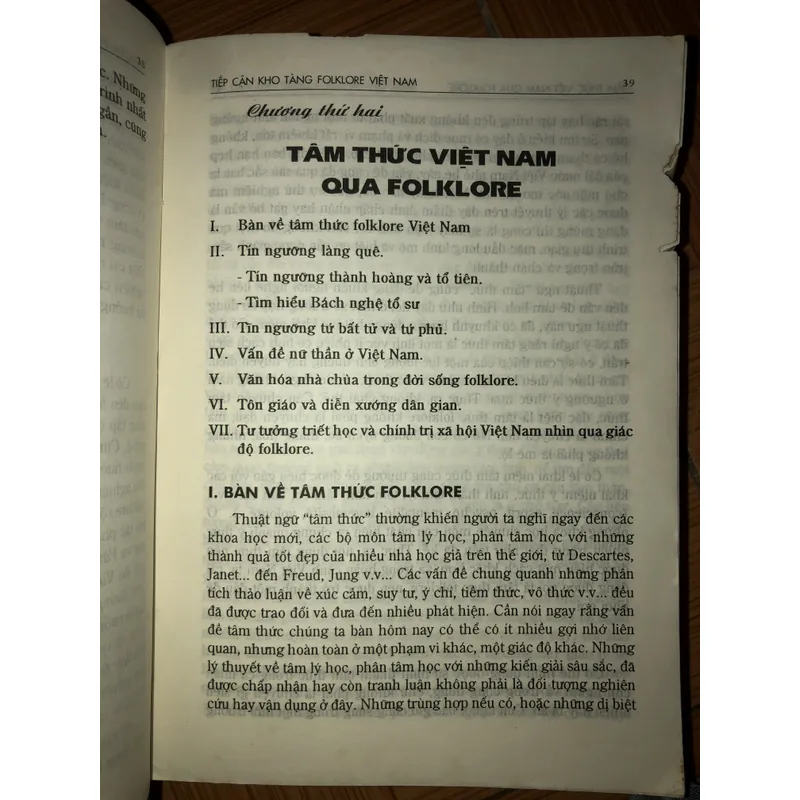 38
c. Những
rinh nhất
gắn, cũng
n.
TIẾP CẬN KHO TÀNG FOLKLORE VIỆT NAM 39
Chương thứ hai
TÂM THỨC VIỆT NAM
QUA FOLKLORE
I. Bàn về tâm thức folklore Việt Nam
II. Tín ngưỡng làng quê.
- Tín ngưỡng thành hoàng và tổ tiên.
- Tìm hiểu Bách nghệ tổ sư
III. Tín ngưỡng tứ bất tử và tứ phủ.
IV. Vấn đề nữ thần ở Việt Nam.
V. Văn hóa nhà chùa trong đời sống folklore.
VI. Tôn giáo và diễn xướng dân gian.
VII. Tư tưởng triết học và chính trị xã hội Việt Nam nhìn qua giác
độ folklore.
I. BÀN VỀ TÂM THỨC FOLKLORE
Thuật ngữ “tâm thức” thường khiến người ta nghĩ ngay đến các
khoa học mới, các bộ môn tâm lý học, phân tâm học với những
thành quả tốt đẹp của nhiều nhà học giả trên thế giới, từ Descartes,
Janet... đến Freud, Jung v.v... Các vấn đề chung quanh những phân
tích thảo luận về xúc cảm, suy tư, ý chí, tiềm thức, vô thức v.v... đều
đã được trao đổi và đưa đến nhiều phát hiện. Cần nói ngay rằng vấn
đề tâm thức chúng ta bàn hôm nay có thể có ít nhiều gợi nhớ liên
quan, nhưng hoàn toàn ở một phạm vi khác, một giác độ khác. Những
lý thuyết về tâm lý học, phân tâm học với những kiến giải sâu sắc, đã
được chấp nhận hay còn tranh luận không phải là đối tượng nghiên
cứu hay vận dụng ở đây. Những trùng hợp nếu có, hoặc những dị biệt